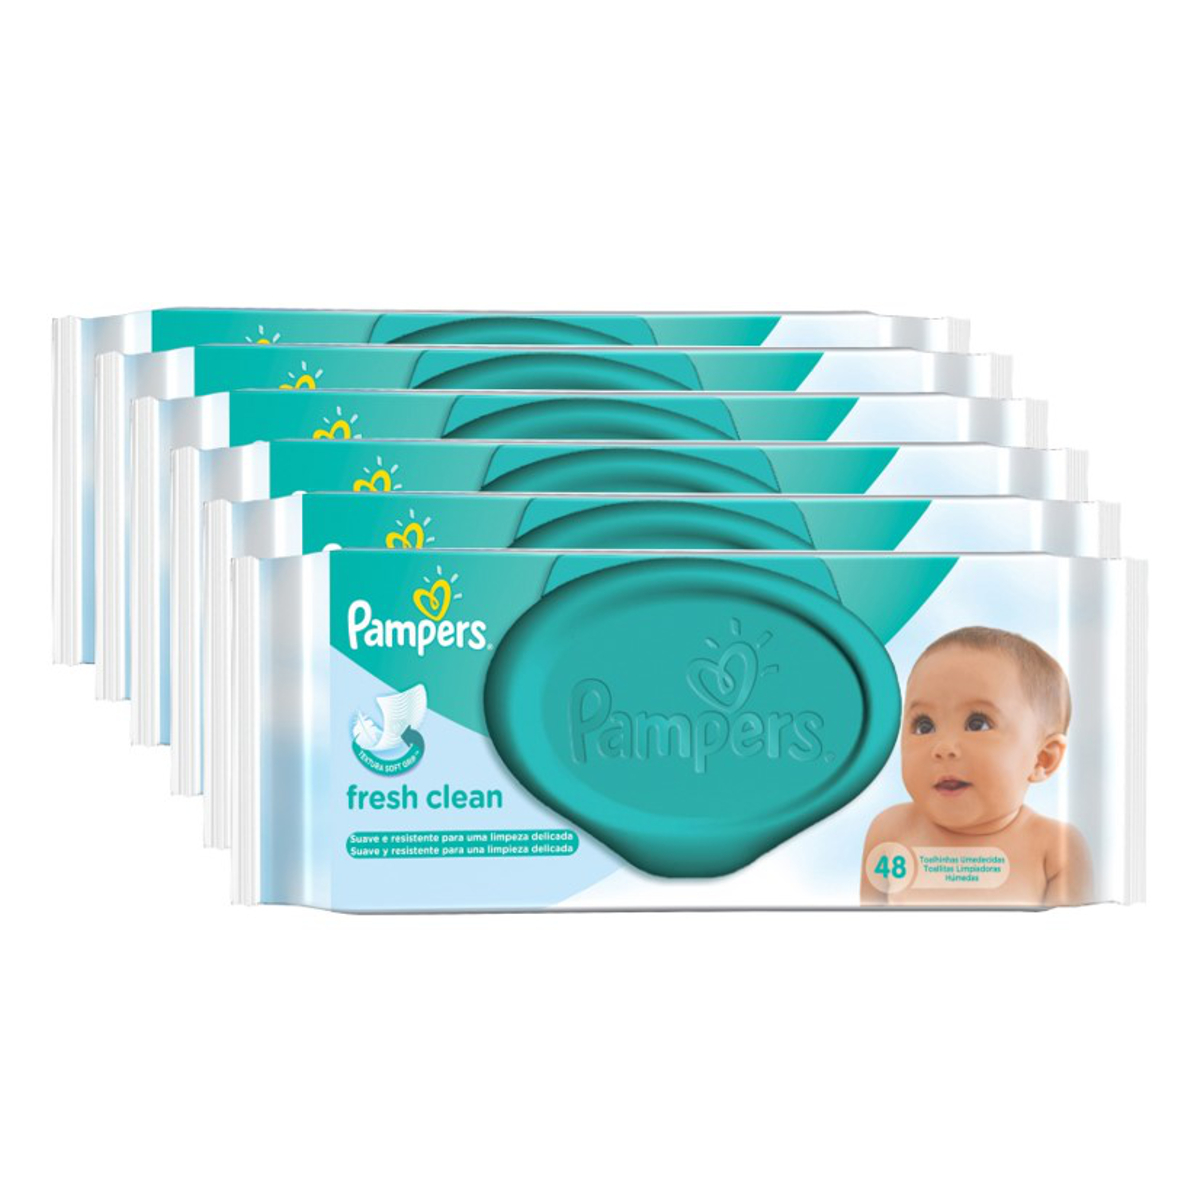 Pampers.
Pampers.
TEXTURA SOFT GRIP™
fresh clean
Suave e resistente para uma limpeza delicada
Suave y resistente para una limpieza delicada
48
Toalhinhas Umedecidas
Toallitas Limpiadoras
Húmedas